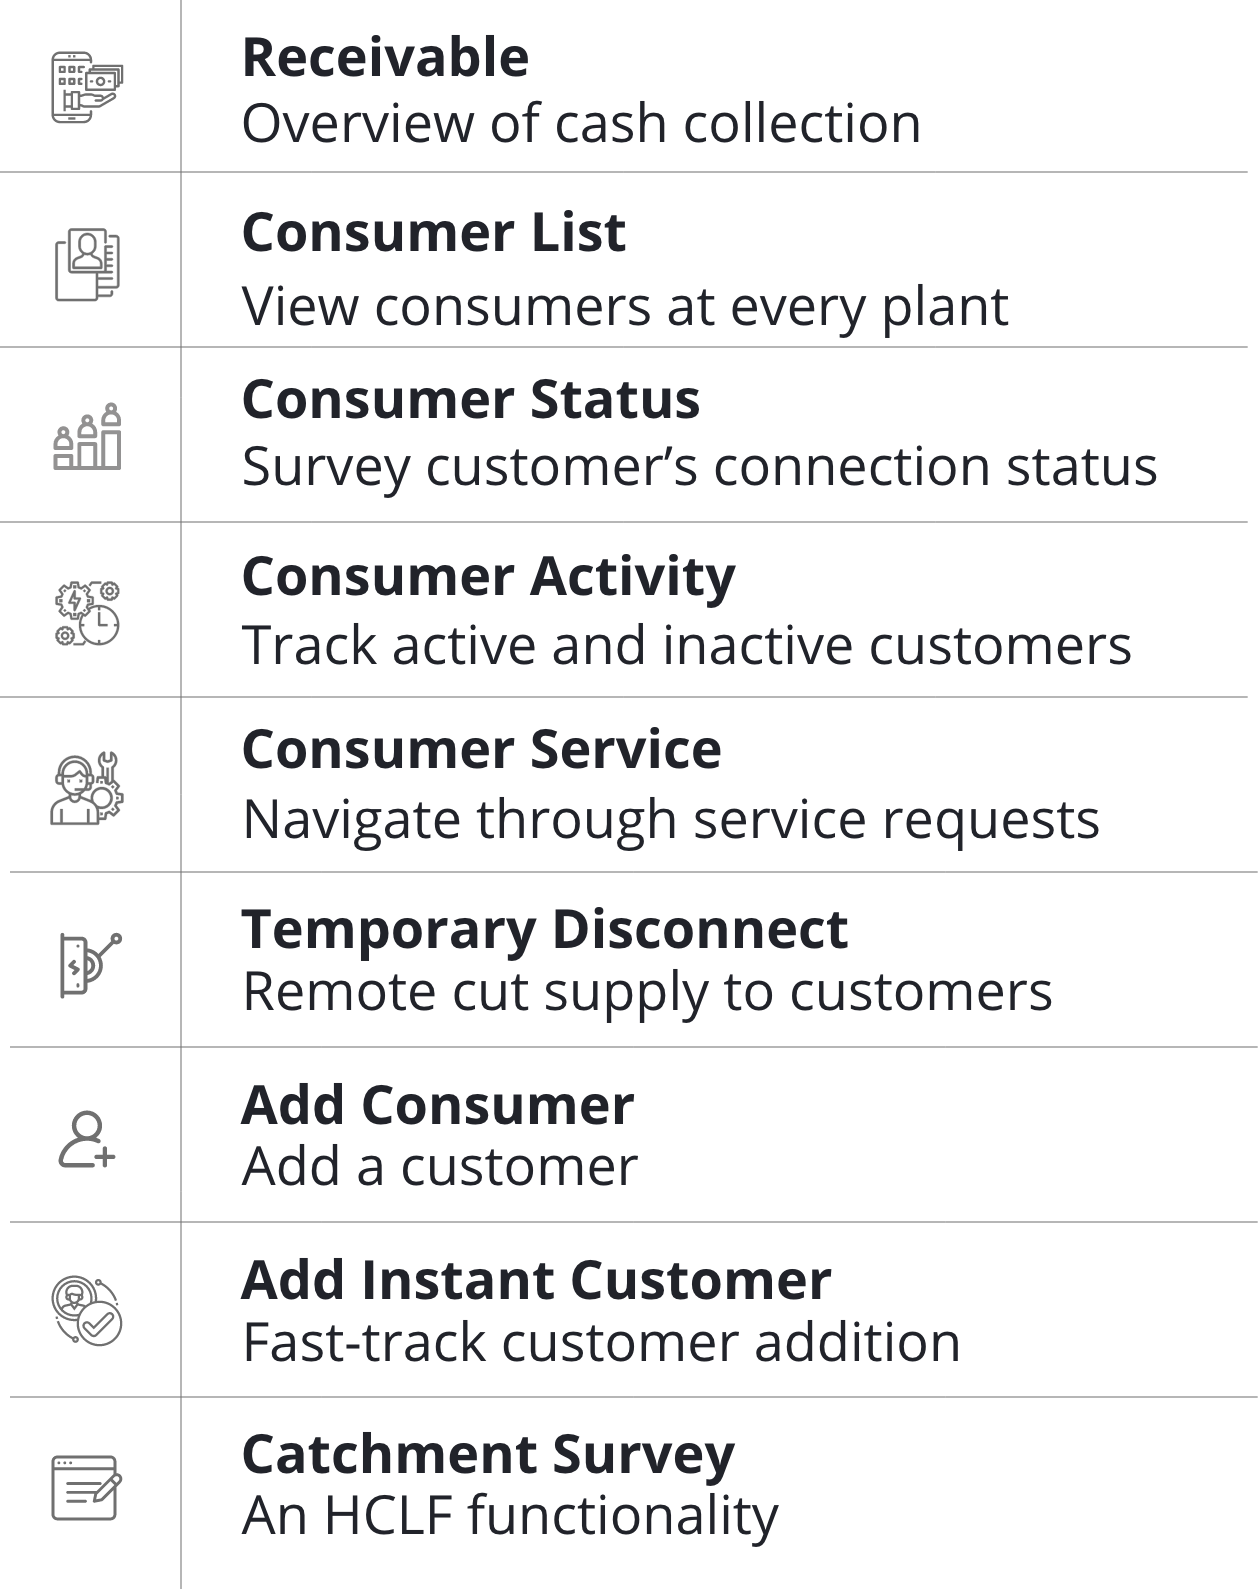 Receivable
Overview of cash collection
Consumer List
View consumers at every plant
Consumer Status
Survey customer’s connection status
Consumer Activity
Track active and inactive customers
Consumer Service
Navigate through service requests
Temporary Disconnect
Remote cut supply to customers
Add Consumer
Add a customer
Add Instant Customer
Fast-track customer addition
Catchment Survey
An HCLF functionality